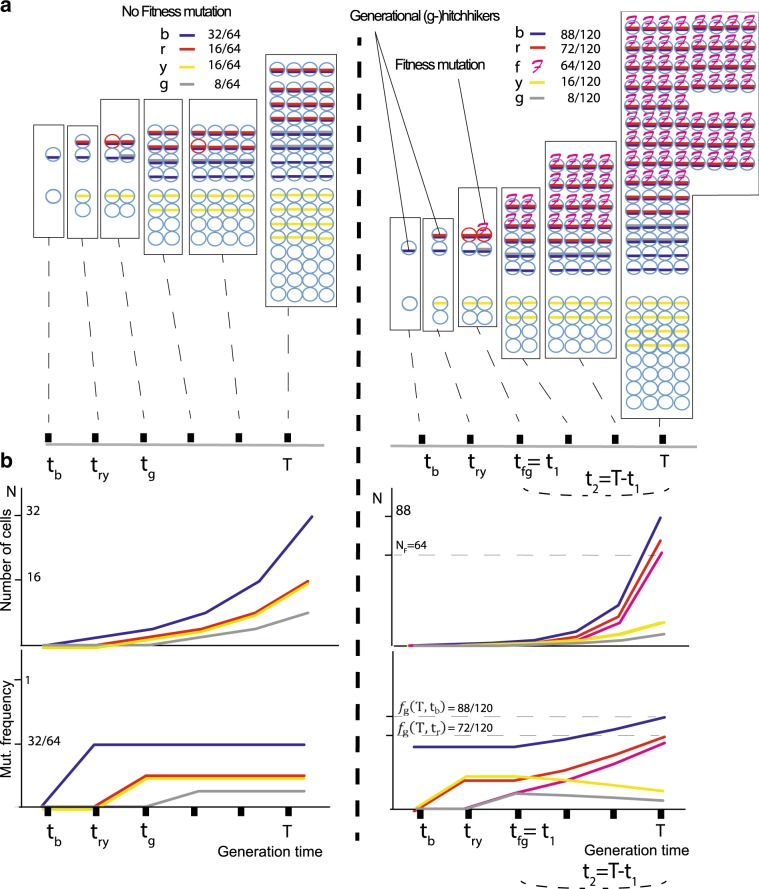 a
No Fitness mutation
b 32/64
r 16/64
y 16/64
g 8/64
Generational (g-)hitchhikers
Fitness mutation
b 88/120
r 72/120
f 64/120
y 16/120
g 8/120
t_b t_ry t_g T
t_b t_ry t_fg = t_1 T
t_2=T-t_1
b
N
Number of cells
32
16
N
88
N_F=64
Mut. frequency
1
32/64
t_b t_ry t_g T
Generation time
f_g(T, t_b) = 88/120
f_g(T, t_r) = 72/120
t_b t_ry t_fg = t_1 T
Generation time
t_2=T-t_1